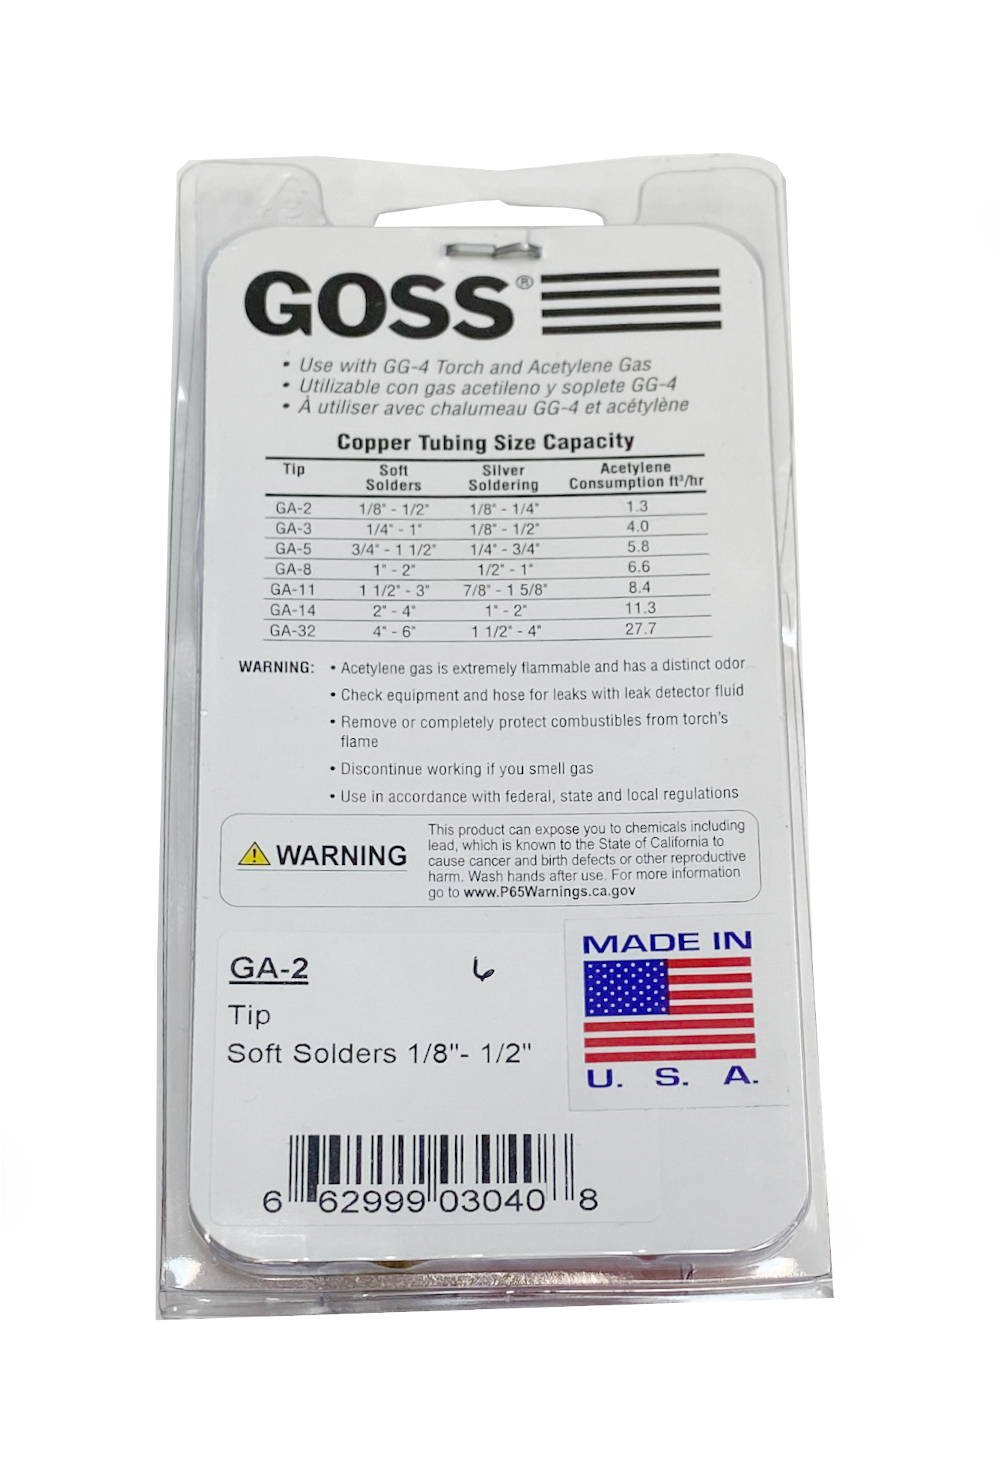 GOSS®
• Use with GG-4 Torch and Acetylene Gas
• Utilizable con gas acetileno y soplete GG-4
• À utiliser avec chalumeau GG-4 et acétylène
Copper Tubing Size Capacity
Tip Soft Solders Silver Soldering Acetylene Consumption ft³/hr
GA-2 1/8" - 1/2" 1/8" - 1/4" 1.3
GA-3 1/4" - 1" 1/8" - 1/2" 4.0
GA-5 3/4" - 1 1/2" 1/4" - 3/4" 5.8
GA-8 1" - 2" 1/2" - 1" 6.6
GA-11 1 1/2" - 3" 7/8" - 1 5/8" 8.4
GA-14 2" - 4" 1" - 2" 11.3
GA-32 4" - 6" 1 1/2" - 4" 27.7
WARNING: • Acetylene gas is extremely flammable and has a distinct odor
• Check equipment and hose for leaks with leak detector fluid
• Remove or completely protect combustibles from torch's
flame
• Discontinue working if you smell gas
• Use in accordance with federal, state and local regulations
WARNING
This product can expose you to chemicals including
lead, which is known to the State of California to
cause cancer and birth defects or other reproductive
harm. Wash hands after use. For more information
go to www.P65Warnings.ca.gov
GA-2 6
Tip
Soft Solders 1/8"- 1/2"
MADE IN
U. S. A.
6 62999 03040 8